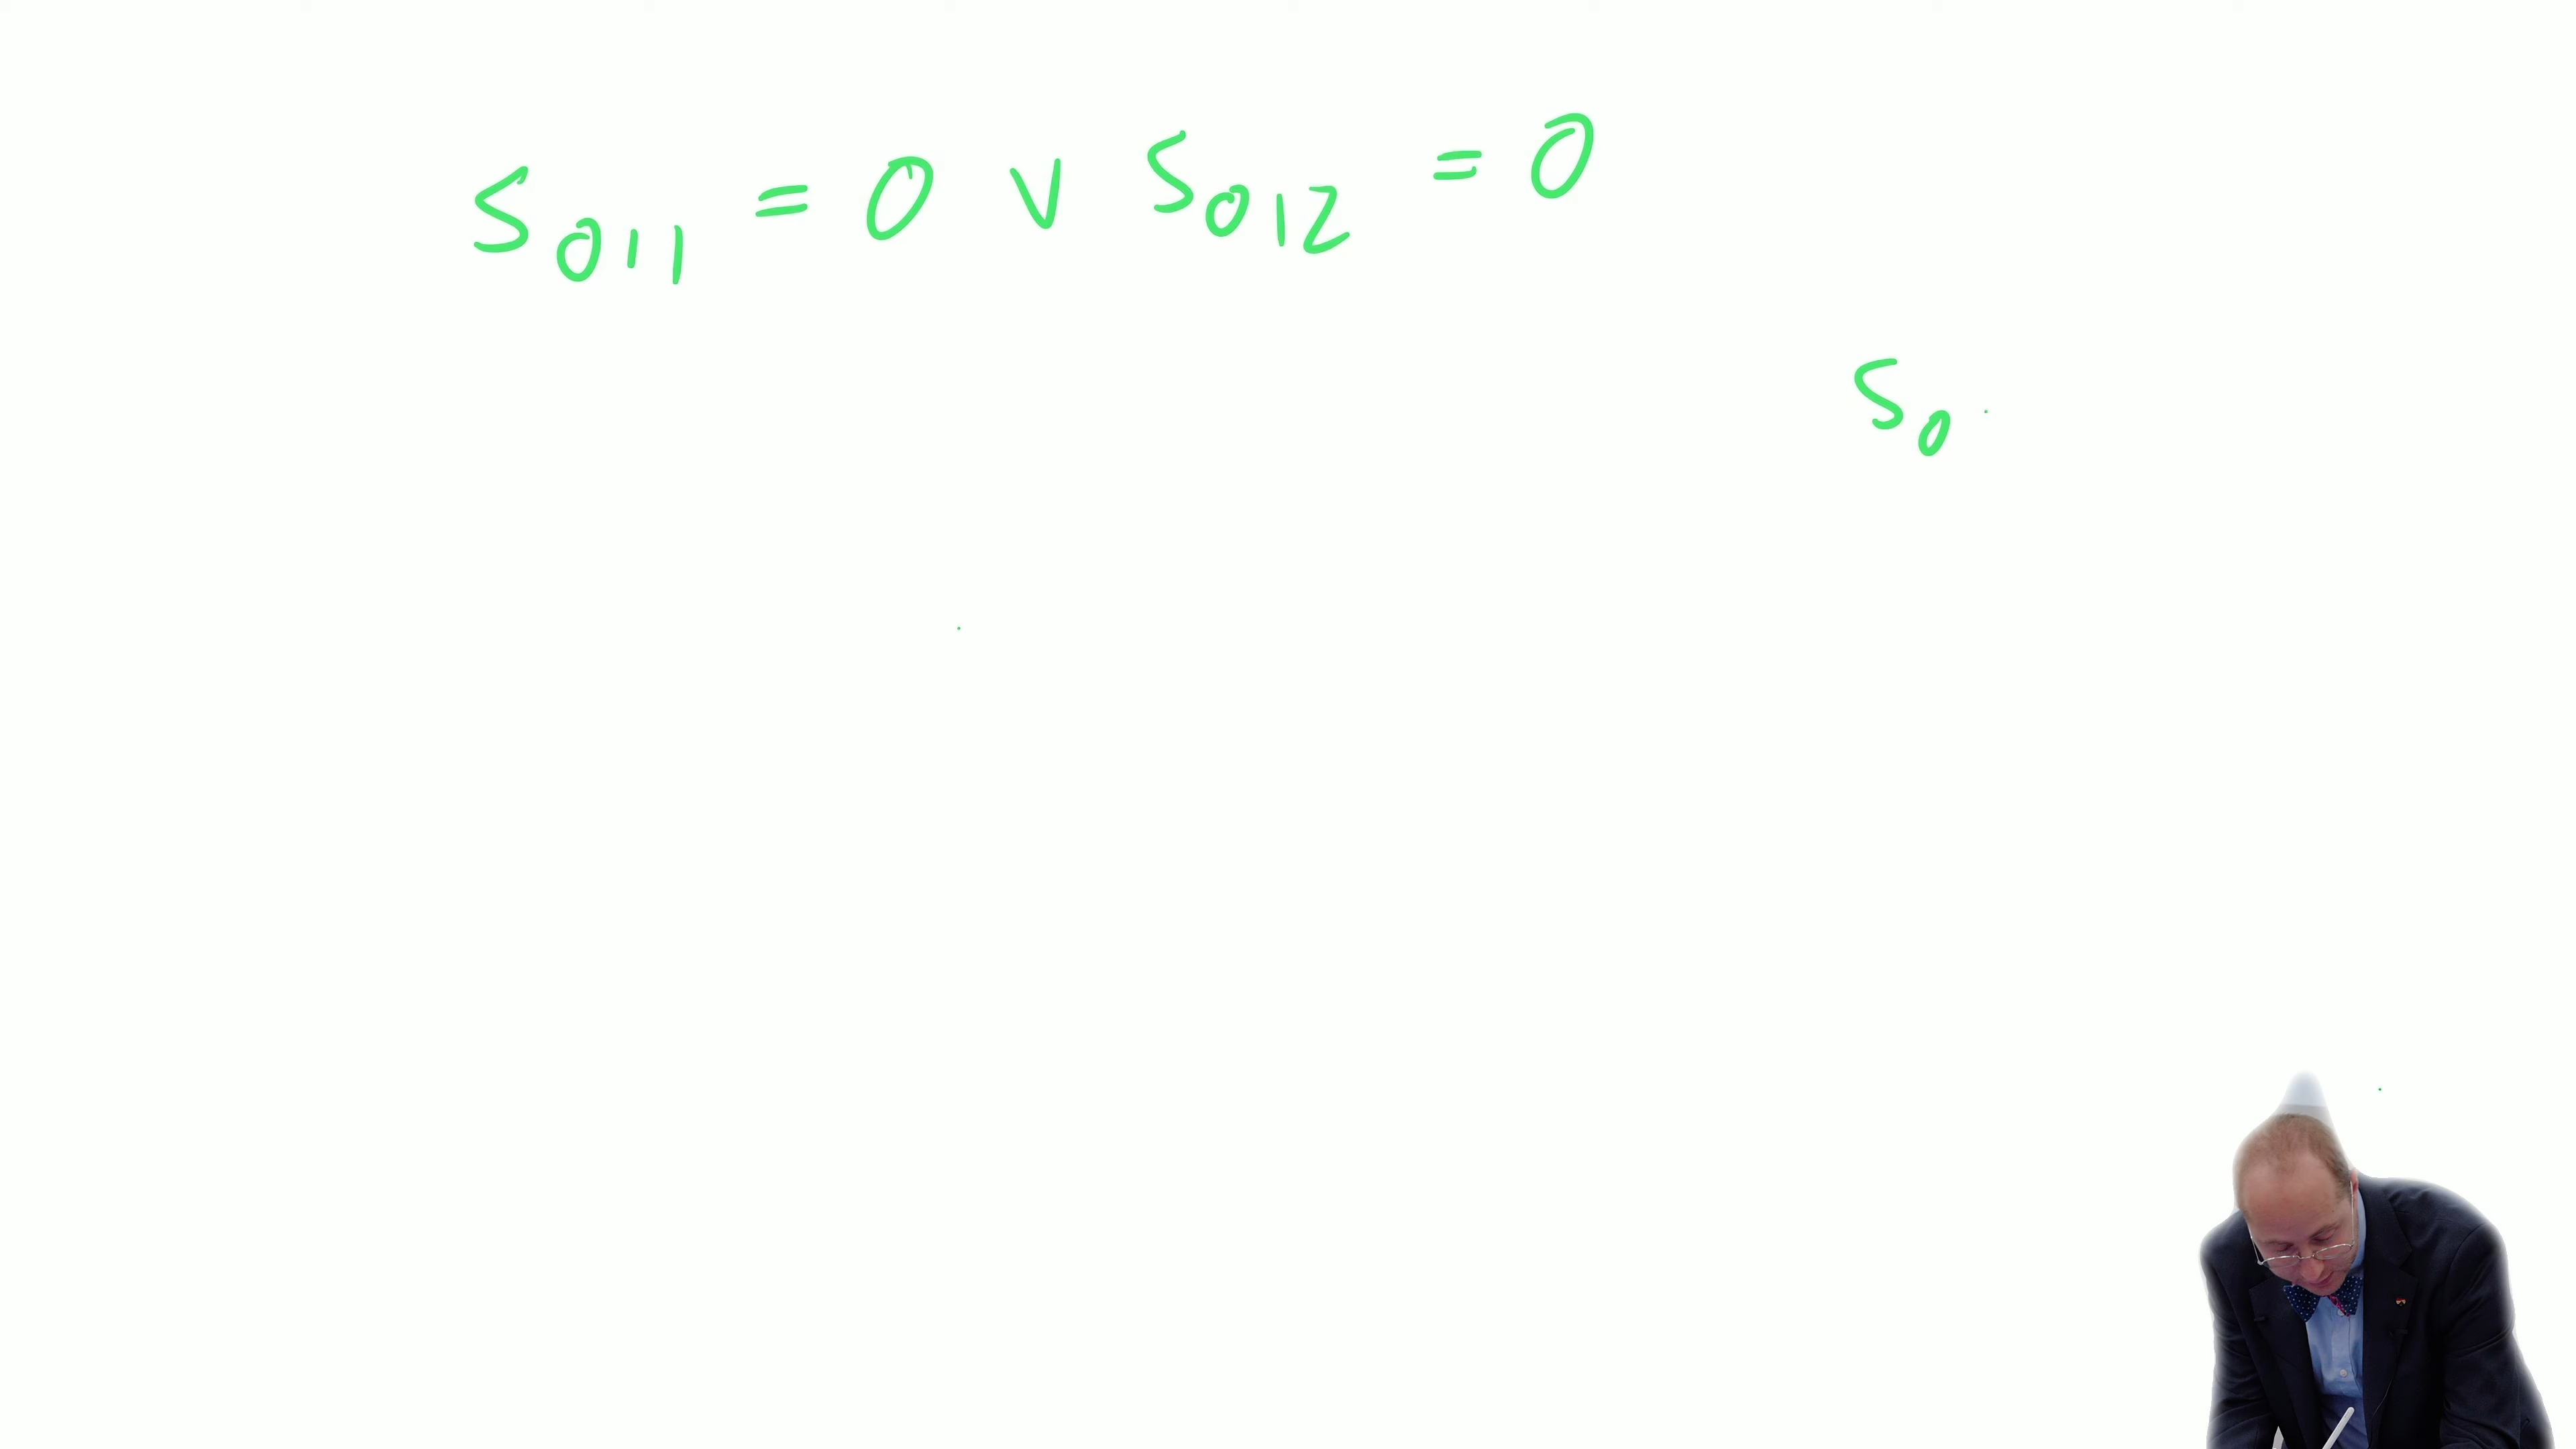 S₀₁₁ = 0 ∨ S₀₁₂ = 0
S₀